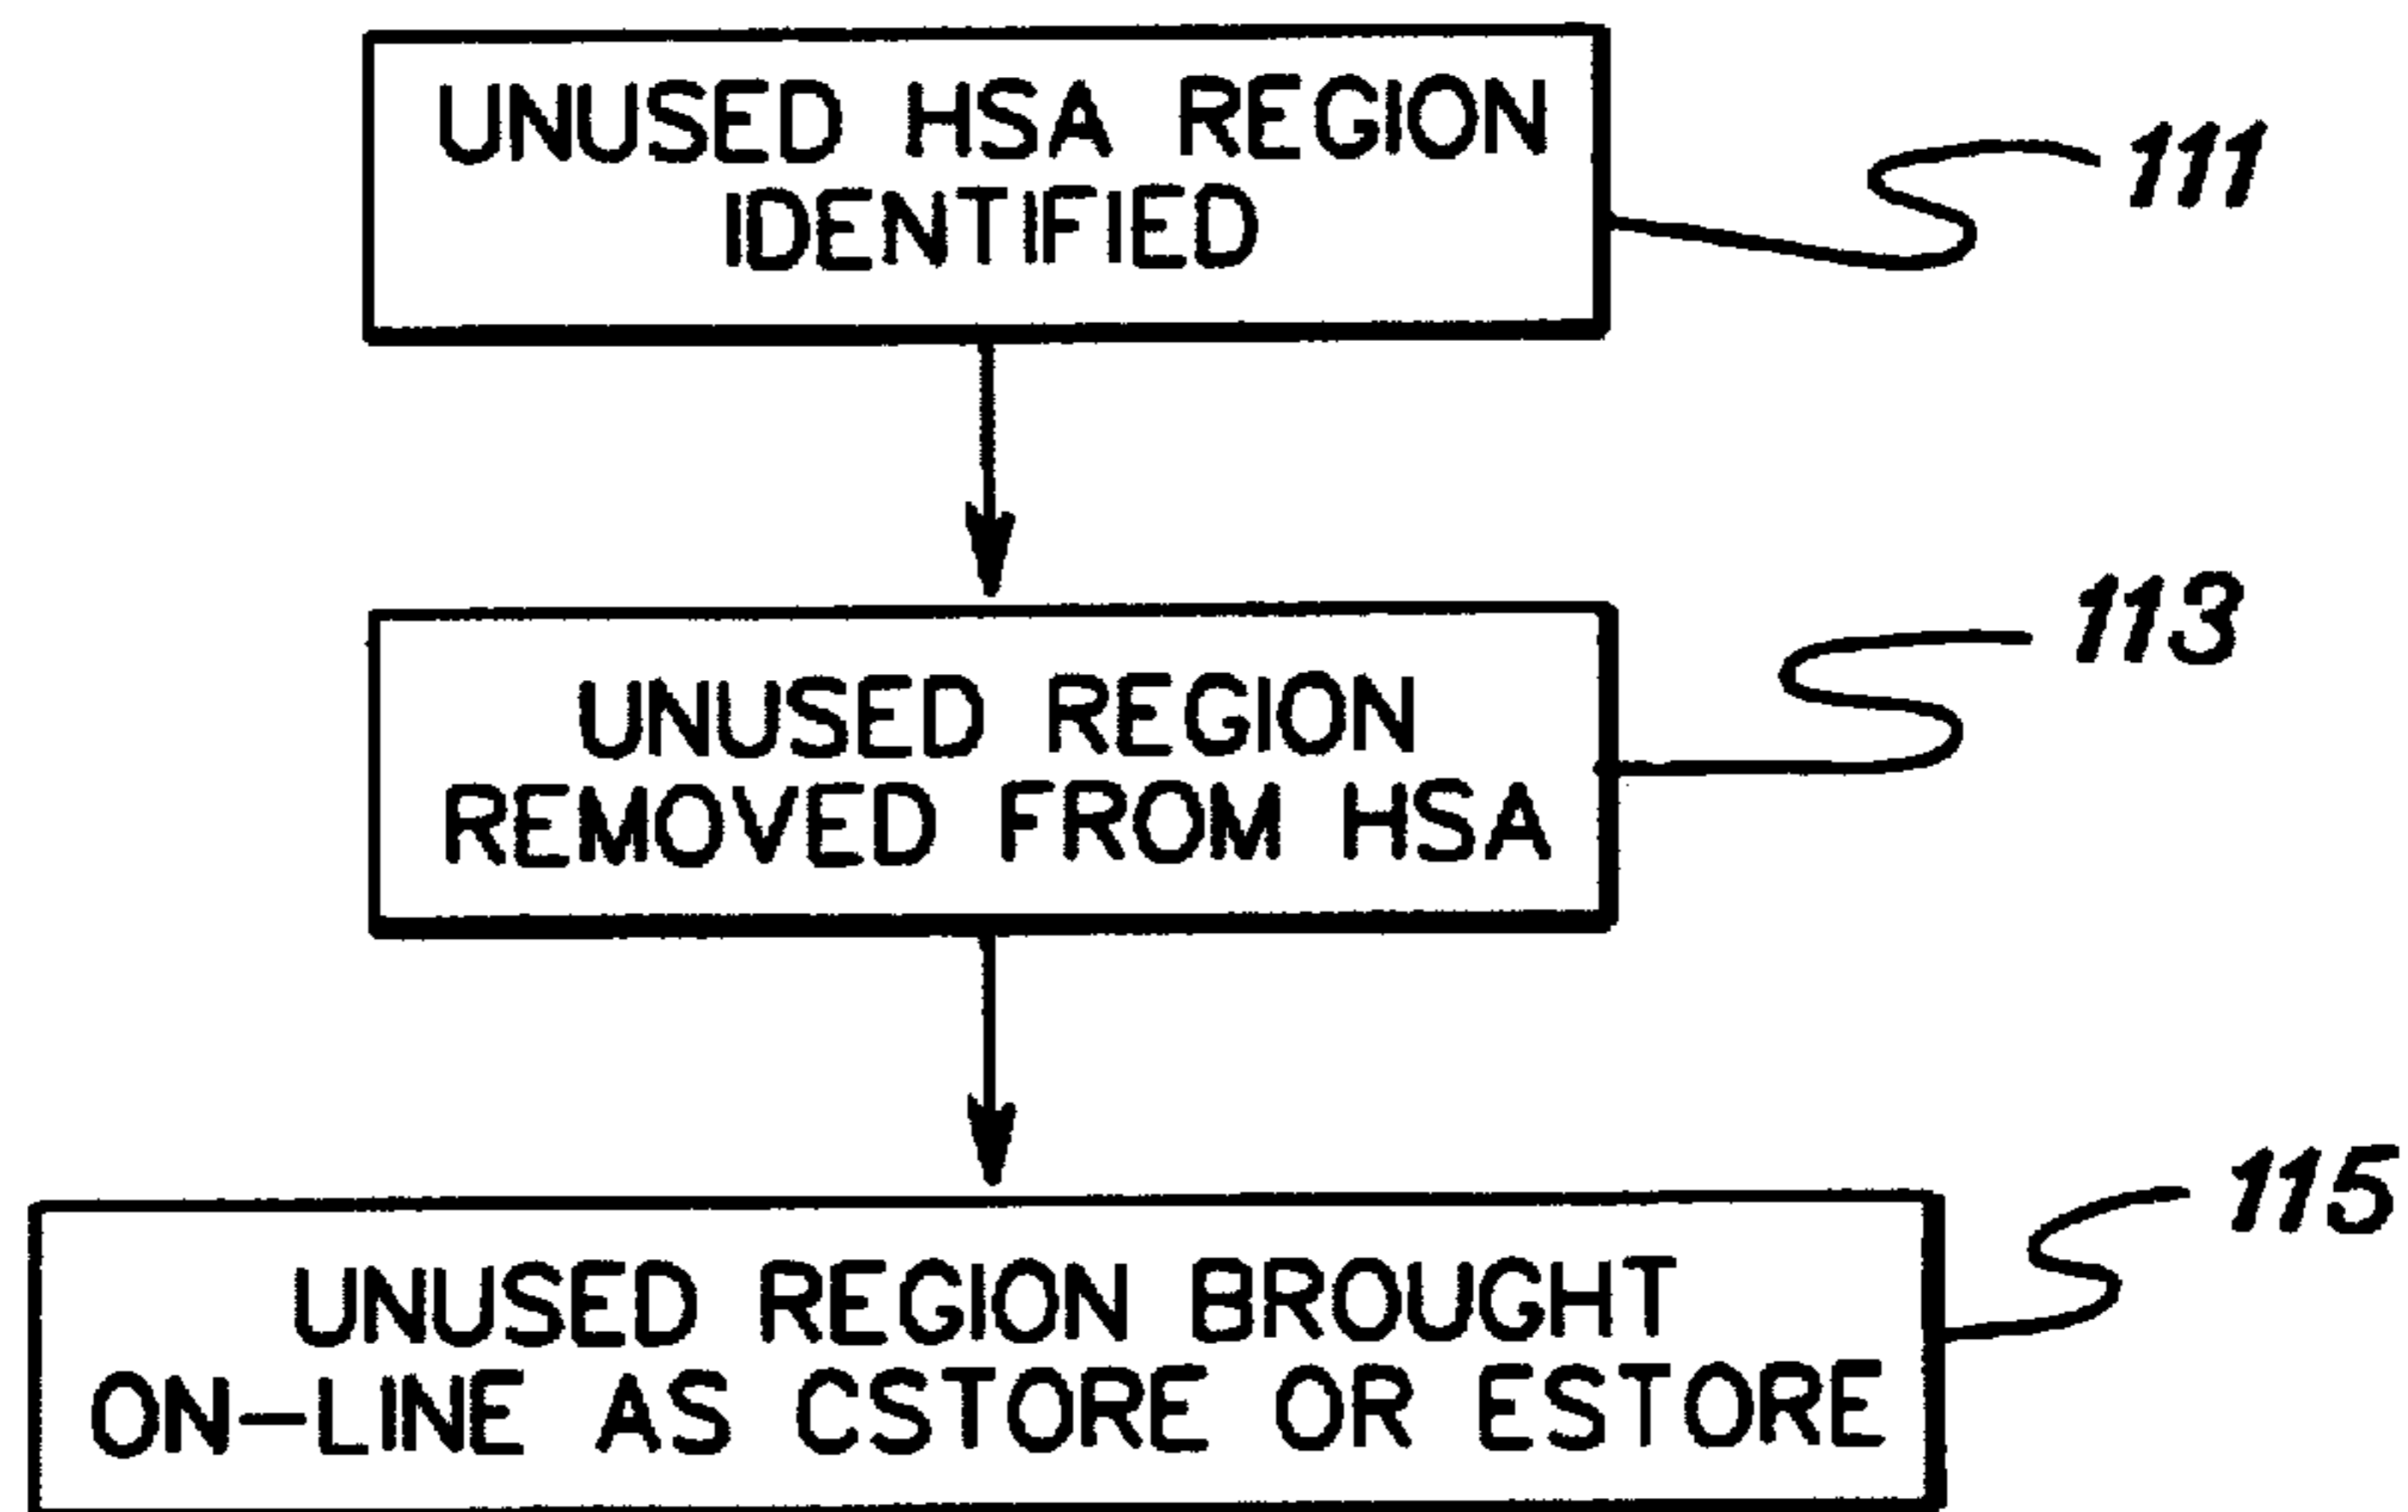 UNUSED HSA REGION
IDENTIFIED
111
UNUSED REGION
REMOVED FROM HSA
113
UNUSED REGION BROUGHT
ON-LINE AS CSTORE OR ESTORE
115